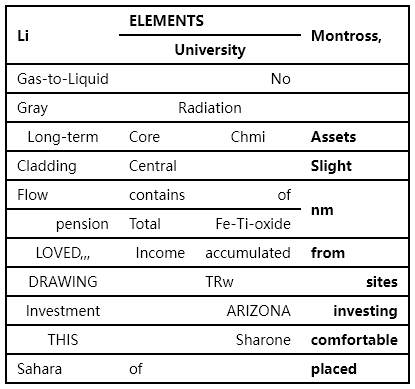 Li ELEMENTS Montross,
University
Gas-to-Liquid No
Gray Radiation
Long-term Core Chmi Assets
Cladding Central Slight
Flow contains of nm
pension Total Fe-Ti-oxide
LOVED,,, Income accumulated from
DRAWING TRw sites
Investment ARIZONA investing
THIS Sharone comfortable
Sahara of placed